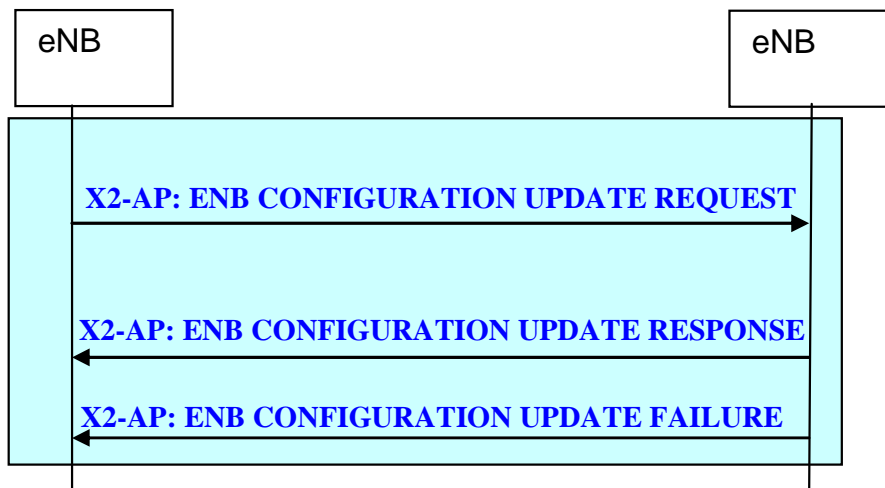 eNB
eNB
X2-AP: ENB CONFIGURATION UPDATE REQUEST
X2-AP: ENB CONFIGURATION UPDATE RESPONSE
X2-AP: ENB CONFIGURATION UPDATE FAILURE